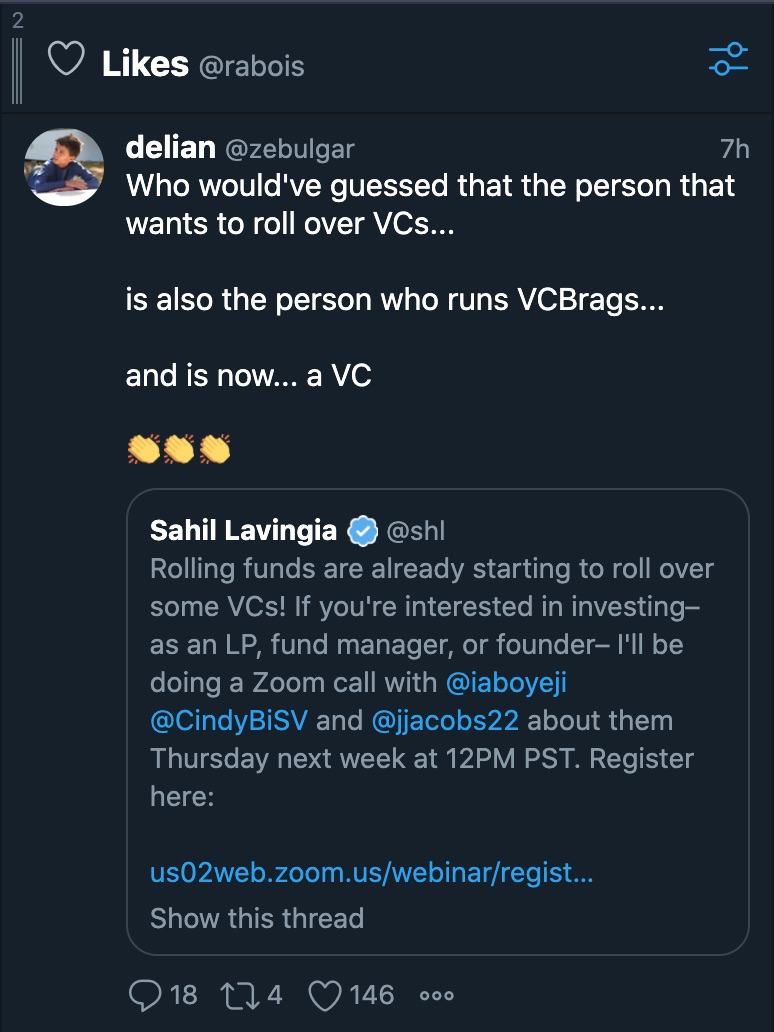 2
Likes @rabois
delian @zebulgar 7h
Who would've guessed that the person that
wants to roll over VCs...
is also the person who runs VCBrags...
and is now... a VC
👏👏👏
Sahil Lavingia @shl
Rolling funds are already starting to roll over
some VCs! If you're interested in investing–
as an LP, fund manager, or founder– I'll be
doing a Zoom call with @iaboyeji
@CindyBiSV and @jjacobs22 about them
Thursday next week at 12PM PST. Register
here:
us02web.zoom.us/webinar/regist...
Show this thread
18 4 146